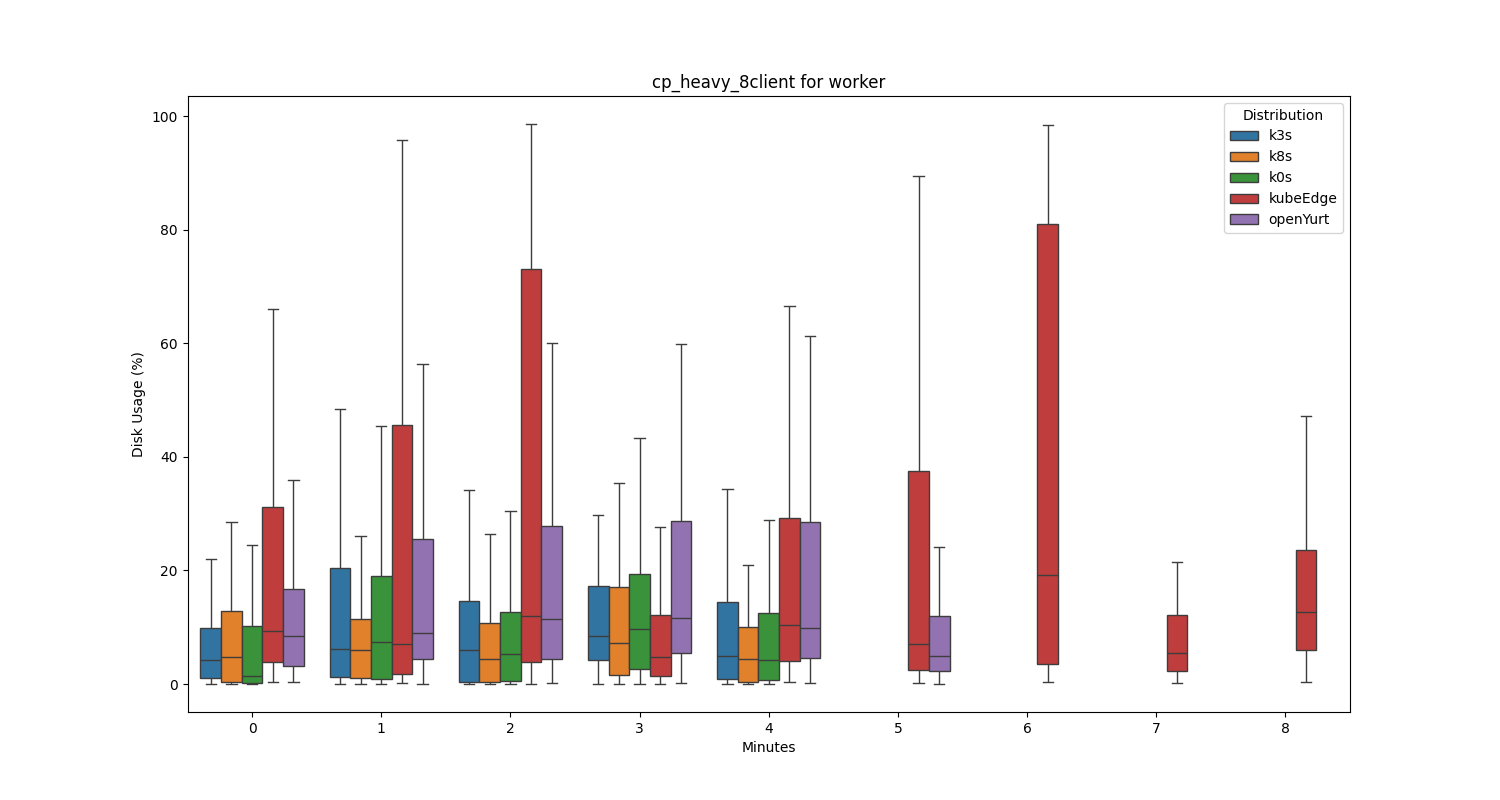 cp_heavy_8client for worker
Distribution
k3s
k8s
k0s
kubeEdge
openYurt
Disk Usage (%)
100
80
60
40
20
0
0 1 2 3 4 5 6 7 8
Minutes